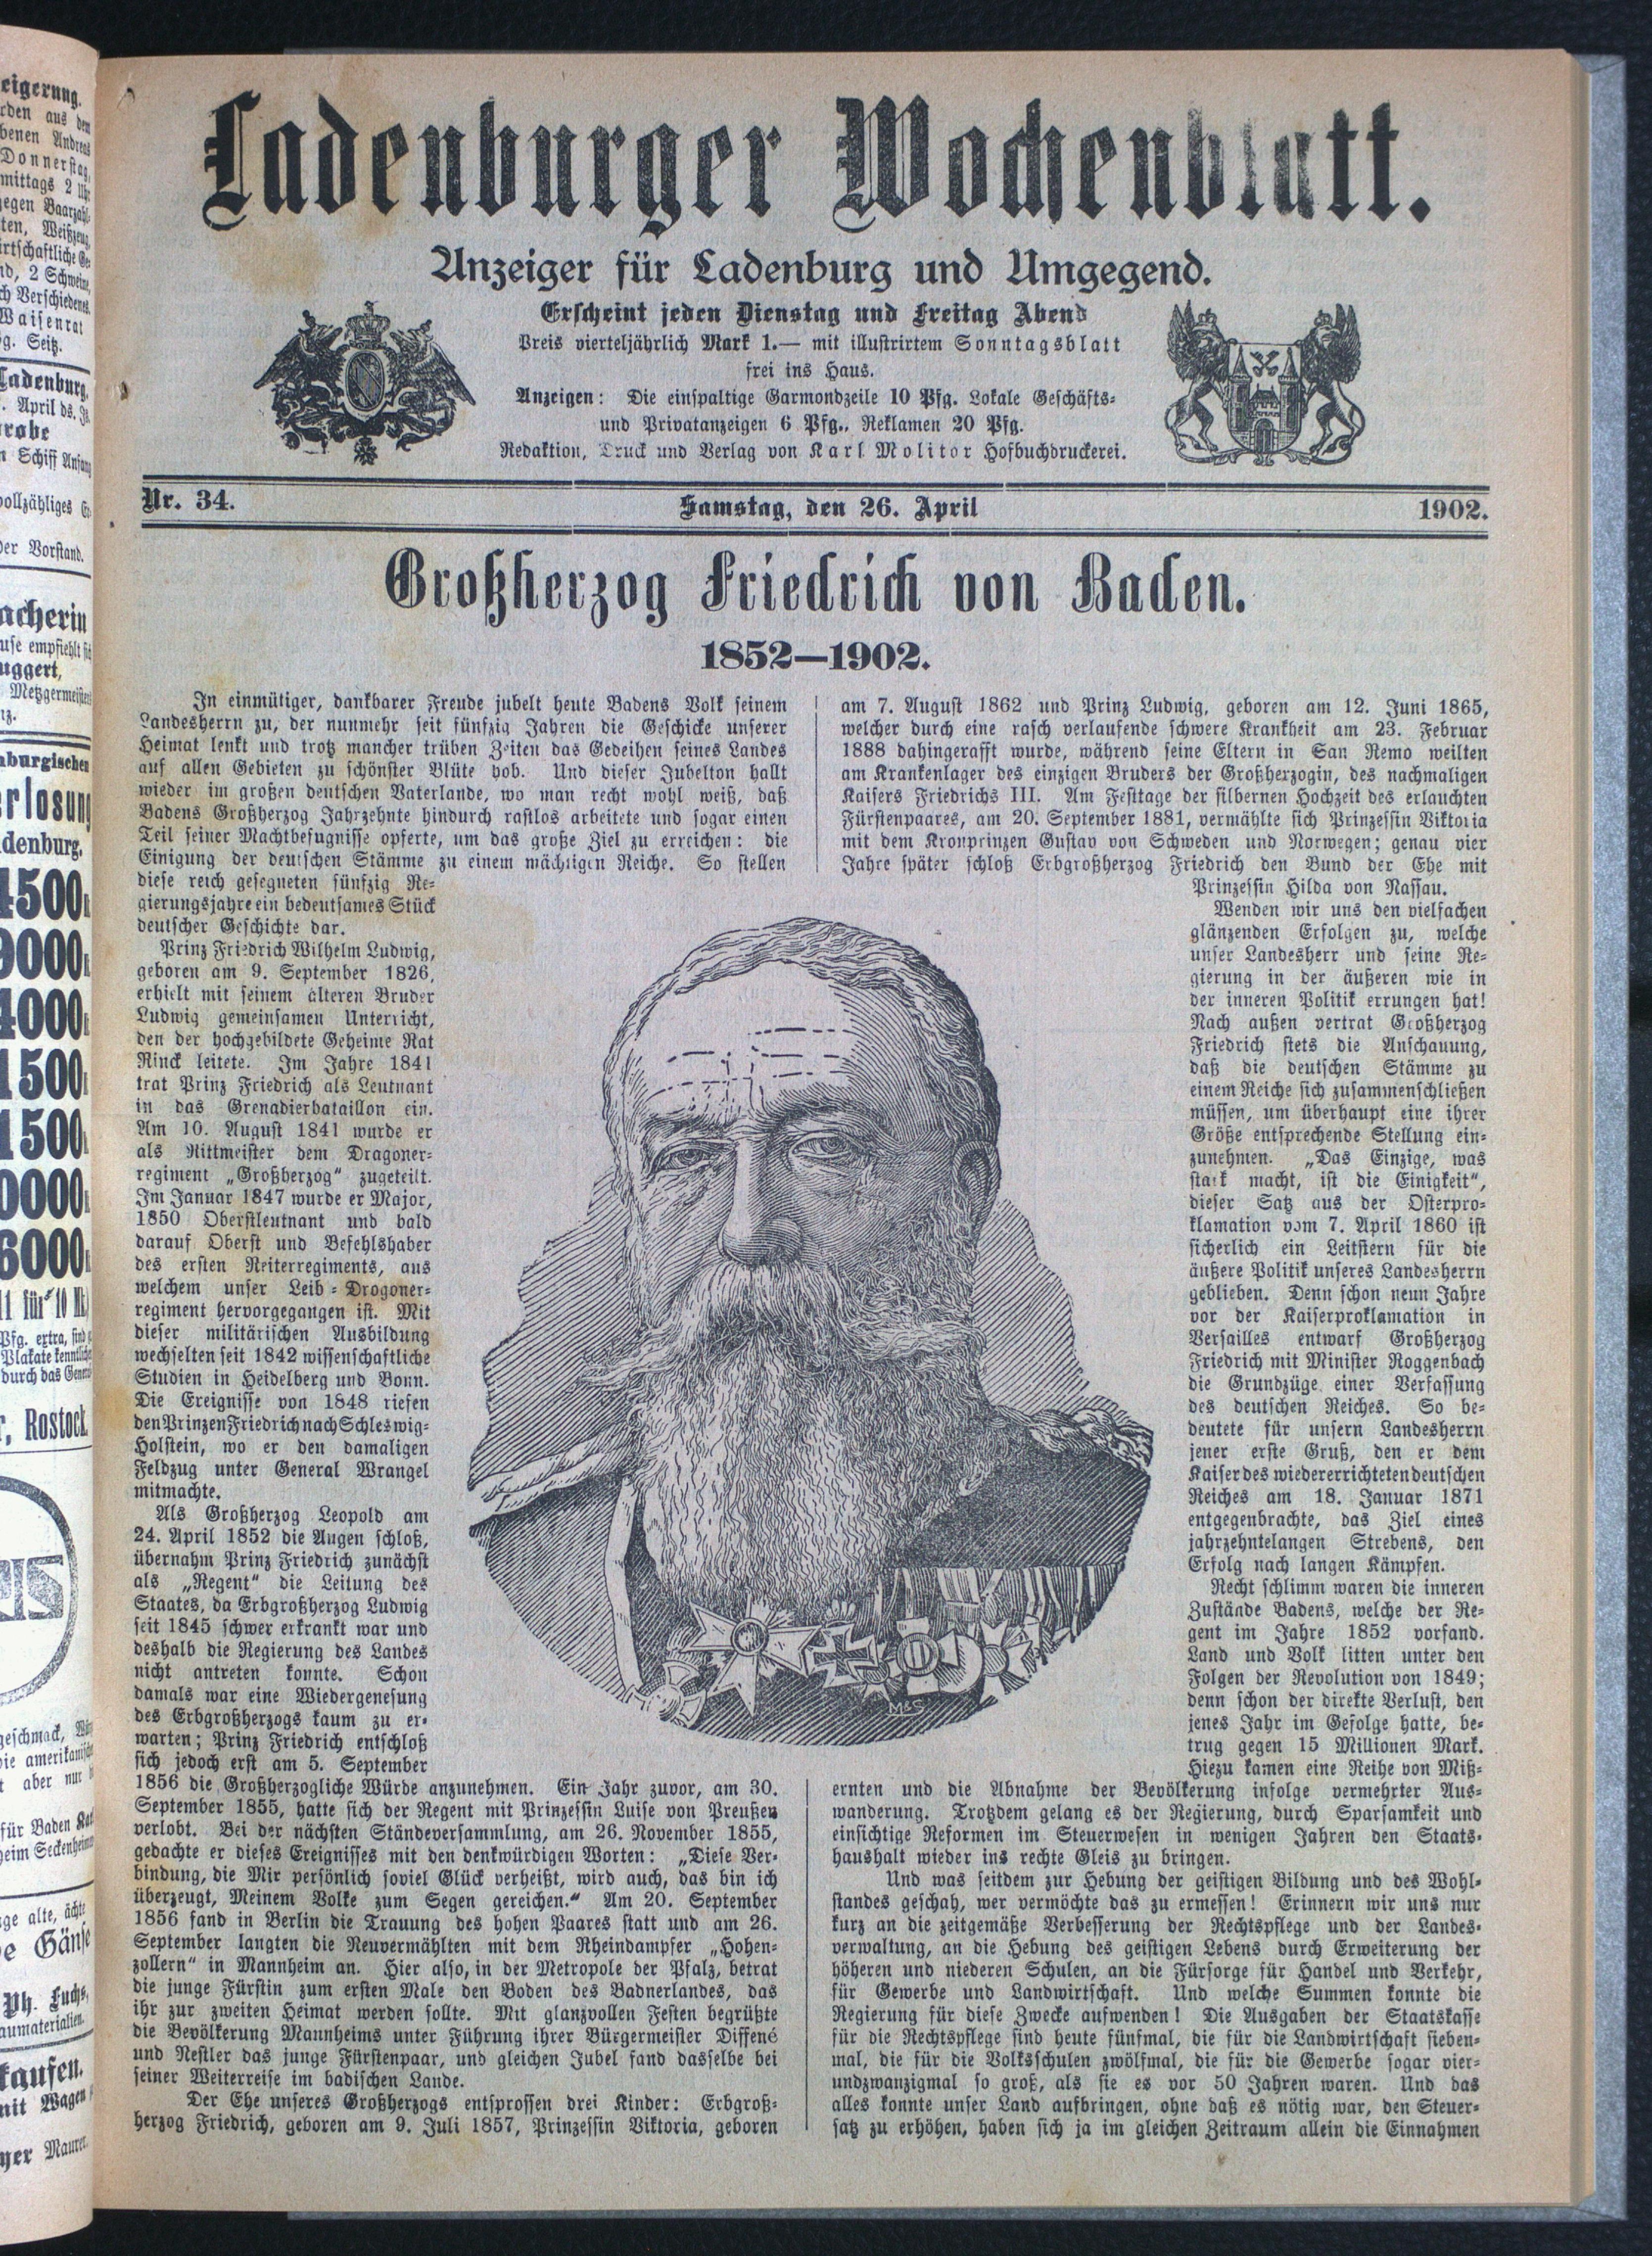 Ladenburger Wochenblatt.
Anzeiger für Ladenburg und Umgegend.
Erscheint jeden Dienstag und Freitag Abend
Preis vierteljährlich Mark 1.— mit illustrirtem Sonntagsblatt
frei ins Haus.
Anzeigen: Die einspaltige Garmondzeile 10 Pfg. Lokale Geschäfts-
und Privatanzeigen 6 Pfg., Reklamen 20 Pfg.
Redaktion, Druck und Verlag von Karl Molitor Hofbuchdruckerei.
Nr. 34.
Samstag, den 26. April
1902.
Großherzog Friedrich von Baden.
1852—1902.
In einmütiger, dankbarer Freude jubelt heute Badens Volk seinem
Landesherrn zu, der nunmehr seit fünfzig Jahren die Geschicke unserer
Heimat lenkt und trotz mancher trüben Zeiten das Gedeihen seines Landes
auf allen Gebieten zu schönster Blüte hob. Und dieser Jubelton hallt
wieder im großen deutschen Vaterlande, wo man recht wohl weiß, daß
Badens Großherzog Jahrzehnte hindurch rastlos arbeitete und sogar einen
Teil seiner Machtbefugnisse opferte, um das große Ziel zu erreichen: die
Einigung der deutschen Stämme zu einem mächtigen Reiche. So stellen
diese reich gesegneten fünfzig Re-
gierungsjahre ein bedeutsames Stück
deutscher Geschichte dar.
Prinz Friedrich Wilhelm Ludwig,
geboren am 9. September 1826,
erhielt mit seinem älteren Bruder
Ludwig gemeinsamen Unterricht,
den der hochgebildete Geheime Rat
Rinck leitete. Im Jahre 1841
trat Prinz Friedrich als Leutnant
in das Grenadierbataillon ein.
Am 10. August 1841 wurde er
als Rittmeister dem Dragoner-
regiment „Großherzog“ zugeteilt.
Im Januar 1847 wurde er Major,
1850 Oberstleutnant und bald
darauf Oberst und Befehlshaber
des ersten Reiterregiments, aus
welchem unser Leib-Drogoner-
regiment hervorgegangen ist. Mit
dieser militärischen Ausbildung
wechselten seit 1842 wissenschaftliche
Studien in Heidelberg und Bonn.
Die Ereignisse von 1848 riefen
den Prinzen Friedrich nach Schleswig-
Holstein, wo er den damaligen
Feldzug unter General Wrangel
mitmachte.
Als Großherzog Leopold am
24. April 1852 die Augen schloß,
übernahm Prinz Friedrich zunächst
als „Regent“ die Leitung des
Staates, da Erbgroßherzog Ludwig
seit 1845 schwer erkrankt war und
deshalb die Regierung des Landes
nicht antreten konnte. Schon
damals war eine Wiedergenesung
des Erbgroßherzogs kaum zu er-
warten; Prinz Friedrich entschloß
sich jedoch erst am 5. September
1856 die Großherzogliche Würde anzunehmen. Ein Jahr zuvor, am 30.
September 1855, hatte sich der Regent mit Prinzessin Luise von Preußen
verlobt. Bei der nächsten Ständeversammlung, am 26. November 1855,
gedachte er dieses Ereignisses mit den denkwürdigen Worten: „Diese Ver-
bindung, die Mir persönlich soviel Glück verheißt, wird auch, das bin ich
überzeugt, Meinem Volke zum Segen gereichen.“ Am 20. September
1856 fand in Berlin die Trauung des hohen Paares statt und am 26.
September langten die Neuvermählten mit dem Rheindampfer „Hohen-
zollern“ in Mannheim an. Hier also, in der Metropole der Pfalz, betrat
die junge Fürstin zum ersten Male den Boden des Badnerlandes, das
ihr zur zweiten Heimat werden sollte. Mit glanzvollen Festen begrüßte
die Bevölkerung Mannheims unter Führung ihrer Bürgermeister Diffené
und Nestler das junge Fürstenpaar, und gleichen Jubel fand dasselbe bei
seiner Weiterreise im badischen Lande.
Der Ehe unseres Großherzogs entsprossen drei Kinder: Erbgroß-
herzog Friedrich, geboren am 9. Juli 1857, Prinzessin Viktoria, geboren
am 7. August 1862 und Prinz Ludwig, geboren am 12. Juni 1865,
welcher durch eine rasch verlaufende schwere Krankheit am 23. Februar
1888 dahingerafft wurde, während seine Eltern in San Remo weilten
am Krankenlager des einzigen Bruders der Großherzogin, des nachmaligen
Kaisers Friedrichs III. Am Festtage der silbernen Hochzeit des erlauchten
Fürstenpaares, am 20. September 1881, vermählte sich Prinzessin Viktoria
mit dem Kronprinzen Gustav von Schweden und Norwegen; genau vier
Jahre später schloß Erbgroßherzog Friedrich den Bund der Ehe mit
Prinzessin Hilda von Nassau.
Wenden wir uns den vielfachen
glänzenden Erfolgen zu, welche
unser Landesherr und seine Re-
gierung in der äußeren wie in
der inneren Politik errungen hat!
Nach außen vertrat Großherzog
Friedrich stets die Anschauung,
daß die deutschen Stämme zu
einem Reiche sich zusammenschließen
müssen, um überhaupt eine ihrer
Größe entsprechende Stellung ein-
zunehmen. „Das Einzige, was
stark macht, ist die Einigkeit“,
dieser Satz aus der Osterpro-
klamation vom 7. April 1860 ist
sicherlich ein Leitstern für die
äußere Politik unseres Landesherrn
geblieben. Denn schon neun Jahre
vor der Kaiserproklamation in
Versailles entwarf Großherzog
Friedrich mit Minister Roggenbach
die Grundzüge einer Verfassung
des deutschen Reiches. So be-
deutete für unsern Landesherrn
jener erste Gruß, den er dem
Kaiser des wiedererrichteten deutschen
Reiches am 18. Januar 1871
entgegenbrachte, das Ziel eines
jahrzehntelangen Strebens, den
Erfolg nach langen Kämpfen.
Recht schlimm waren die inneren
Zustände Badens, welche der Re-
gent im Jahre 1852 vorfand.
Land und Volk litten unter den
Folgen der Revolution von 1849;
denn schon der direkte Verlust, den
jenes Jahr im Gefolge hatte, be-
trug gegen 15 Millionen Mark.
Hiezu kamen eine Reihe von Miß-
ernten und die Abnahme der Bevölkerung infolge vermehrter Aus-
wanderung. Trotzdem gelang es der Regierung, durch Sparsamkeit und
einsichtige Reformen im Steuerwesen in wenigen Jahren den Staats-
haushalt wieder ins rechte Gleis zu bringen.
Und was seitdem zur Hebung der geistigen Bildung und des Wohl-
standes geschah, wer vermöchte das zu ermessen! Erinnern wir uns nur
kurz an die zeitgemäße Verbesserung der Rechtspflege und der Landes-
verwaltung, an die Hebung des geistigen Lebens durch Erweiterung der
höheren und niederen Schulen, an die Fürsorge für Handel und Verkehr,
für Gewerbe und Landwirtschaft. Und welche Summen konnte die
Regierung für diese Zwecke aufwenden! Die Ausgaben der Staatskasse
für die Rechtspflege sind heute fünfmal, die für die Landwirtschaft sieben-
mal, die für die Volksschulen zwölfmal, die für die Gewerbe sogar vier-
undzwanzigmal so groß, als sie es vor 50 Jahren waren. Und das
alles konnte unser Land aufbringen, ohne daß es nötig war, den Steuer-
satz zu erhöhen, haben sich ja im gleichen Zeitraum allein die Einnahmen